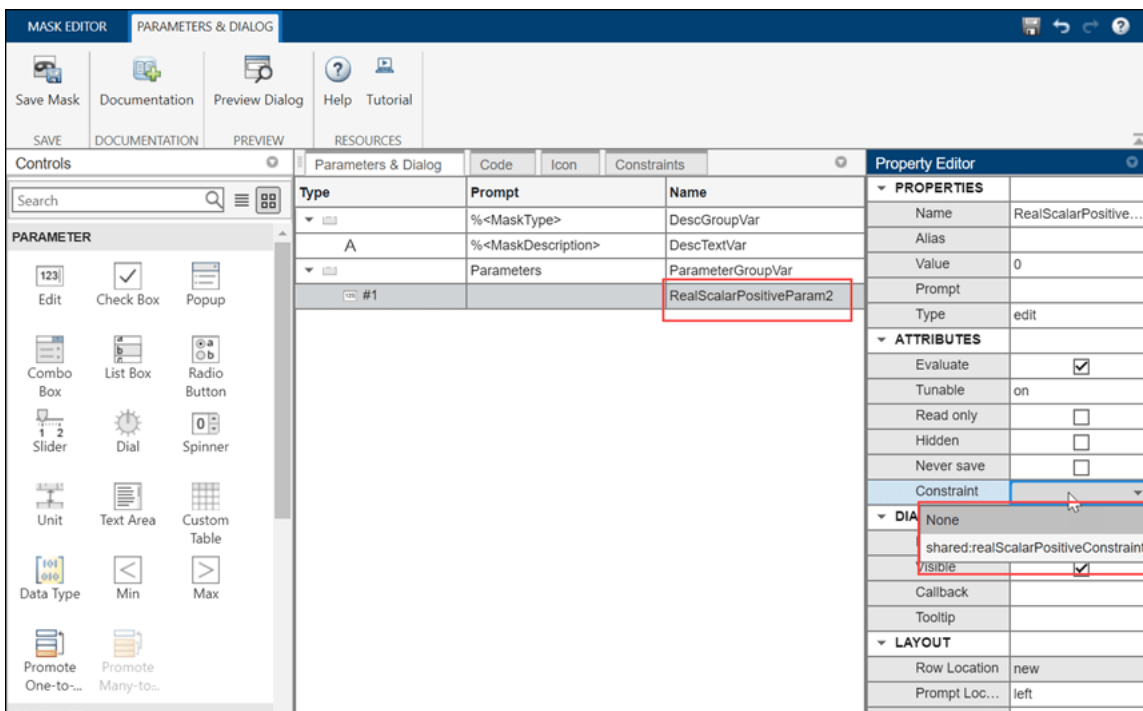 MASK EDITOR PARAMETERS & DIALOG
Save Mask Documentation Preview Dialog Help Tutorial
SAVE DOCUMENTATION PREVIEW RESOURCES
Controls
Search
PARAMETER
123
Edit Check Box Popup
Combo Box List Box Radio Button
1 2
0
Slider Dial Spinner
Unit Text Area Custom Table
Data Type Min Max
Promote One-to-... Promote Many-to-...
Parameters & Dialog Code Icon Constraints
Type Prompt Name
%<MaskType> DescGroupVar
A %<MaskDescription> DescTextVar
Parameters ParameterGroupVar
#1 RealScalarPositiveParam2
Property Editor
PROPERTIES
Name RealScalarPositive...
Alias
Value 0
Prompt
Type edit
ATTRIBUTES
Evaluate
Tunable on
Read only
Hidden
Never save
Constraint
DIA
None
shared:realScalarPositiveConstraint
Visible
Callback
Tooltip
LAYOUT
Row Location new
Prompt Loc... left